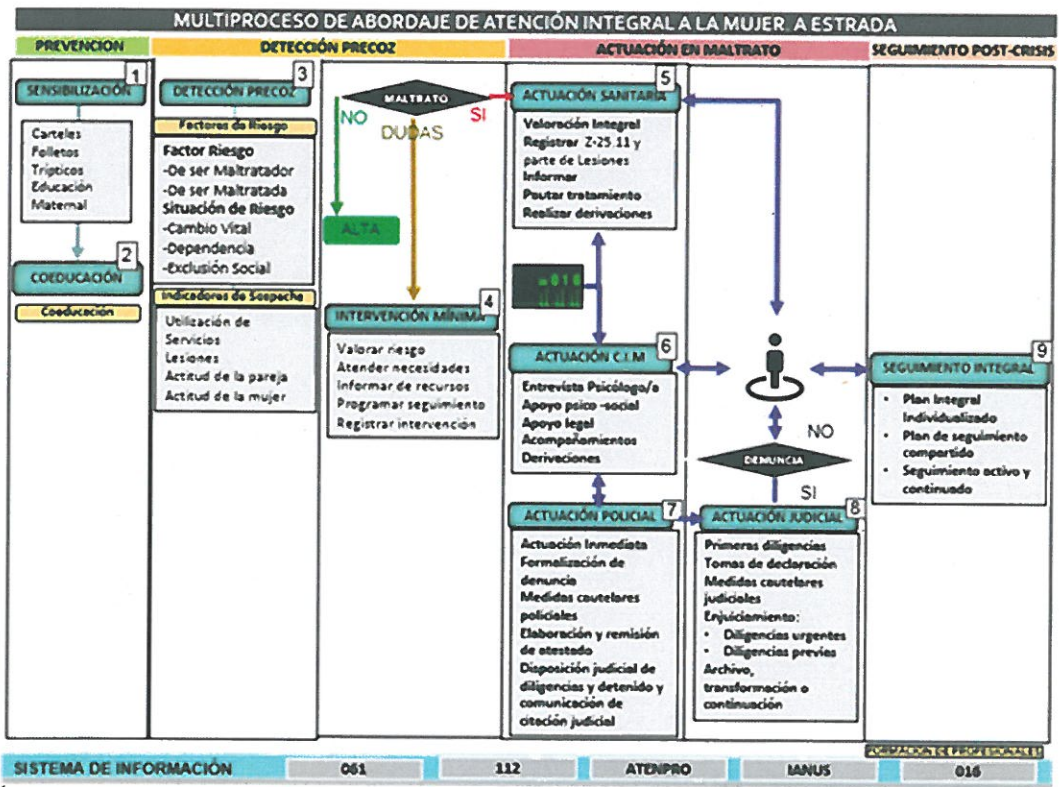 MULTIPROCESO DE ABORDAJE DE ATENCIÓN INTEGRAL A LA MUJER A ESTRADA
PREVENCION
DETECCIÓN PRECOZ
ACTUACIÓN EN MALTRATO
SEGUIMIENTO POST-CRISIS
1
SENSIBILIZACIÓN
Carteles
Folletos
Trípticos
Educación
Maternal
2
COEDUCACIÓN
Coeducación
3
DETECCIÓN PRECOZ
Factores de Riesgo
Factor Riesgo
-De ser Maltratador
-De ser Maltratada
Situación de Riesgo
-Cambio Vital
-Dependencia
-Exclusión Social
Indicadores de Sospecha
Utilización de
Servicios
Lesiones
Actitud de la pareja
Actitud de la mujer
MALTRATO
NO
DUDAS
SI
ALTA
4
INTERVENCIÓN MÍNIMA
Valorar riesgo
Atender necesidades
Informar de recursos
Programar seguimiento
Registrar intervención
5
ACTUACIÓN SANITARIA
Valoración Integral
Registrar Z-25.11 y
parte de Lesiones
Informar
Pautar tratamiento
Realizar derivaciones
016
6
ACTUACIÓN C.I.M
Entrevista Psicólogo/a
Apoyo psico -social
Apoyo legal
Acompañamientos
Derivaciones
7
ACTUACIÓN POLICIAL
Actuación Inmediata
Formalización de
denuncia
Medidas cautelares
policiales
Elaboración y remisión
de atestado
Disposición judicial de
diligencias y detenido y
comunicación de
citación judicial
NO
DENUNCIA
SI
8
ACTUACIÓN JUDICIAL
Primeras diligencias
Tomas de declaración
Medidas cautelares
judiciales
Enjuiciamiento:
• Diligencias urgentes
• Diligencias previas
Archivo,
transformación o
continuación
9
SEGUIMIENTO INTEGRAL
• Plan Integral
Individualizado
• Plan de seguimiento
compartido
• Seguimiento activo y
continuado
FORMACION DE PROFESIONALES
SISTEMA DE INFORMACIÓN
061
112
ATENPRO
IANUS
016